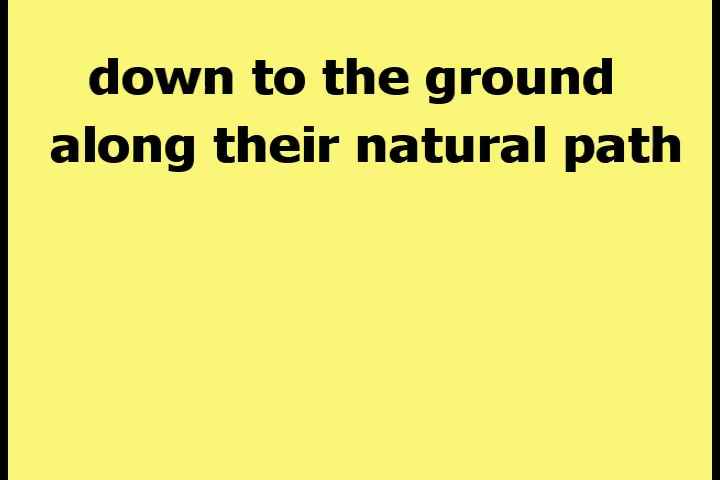 down to the ground
along their natural path